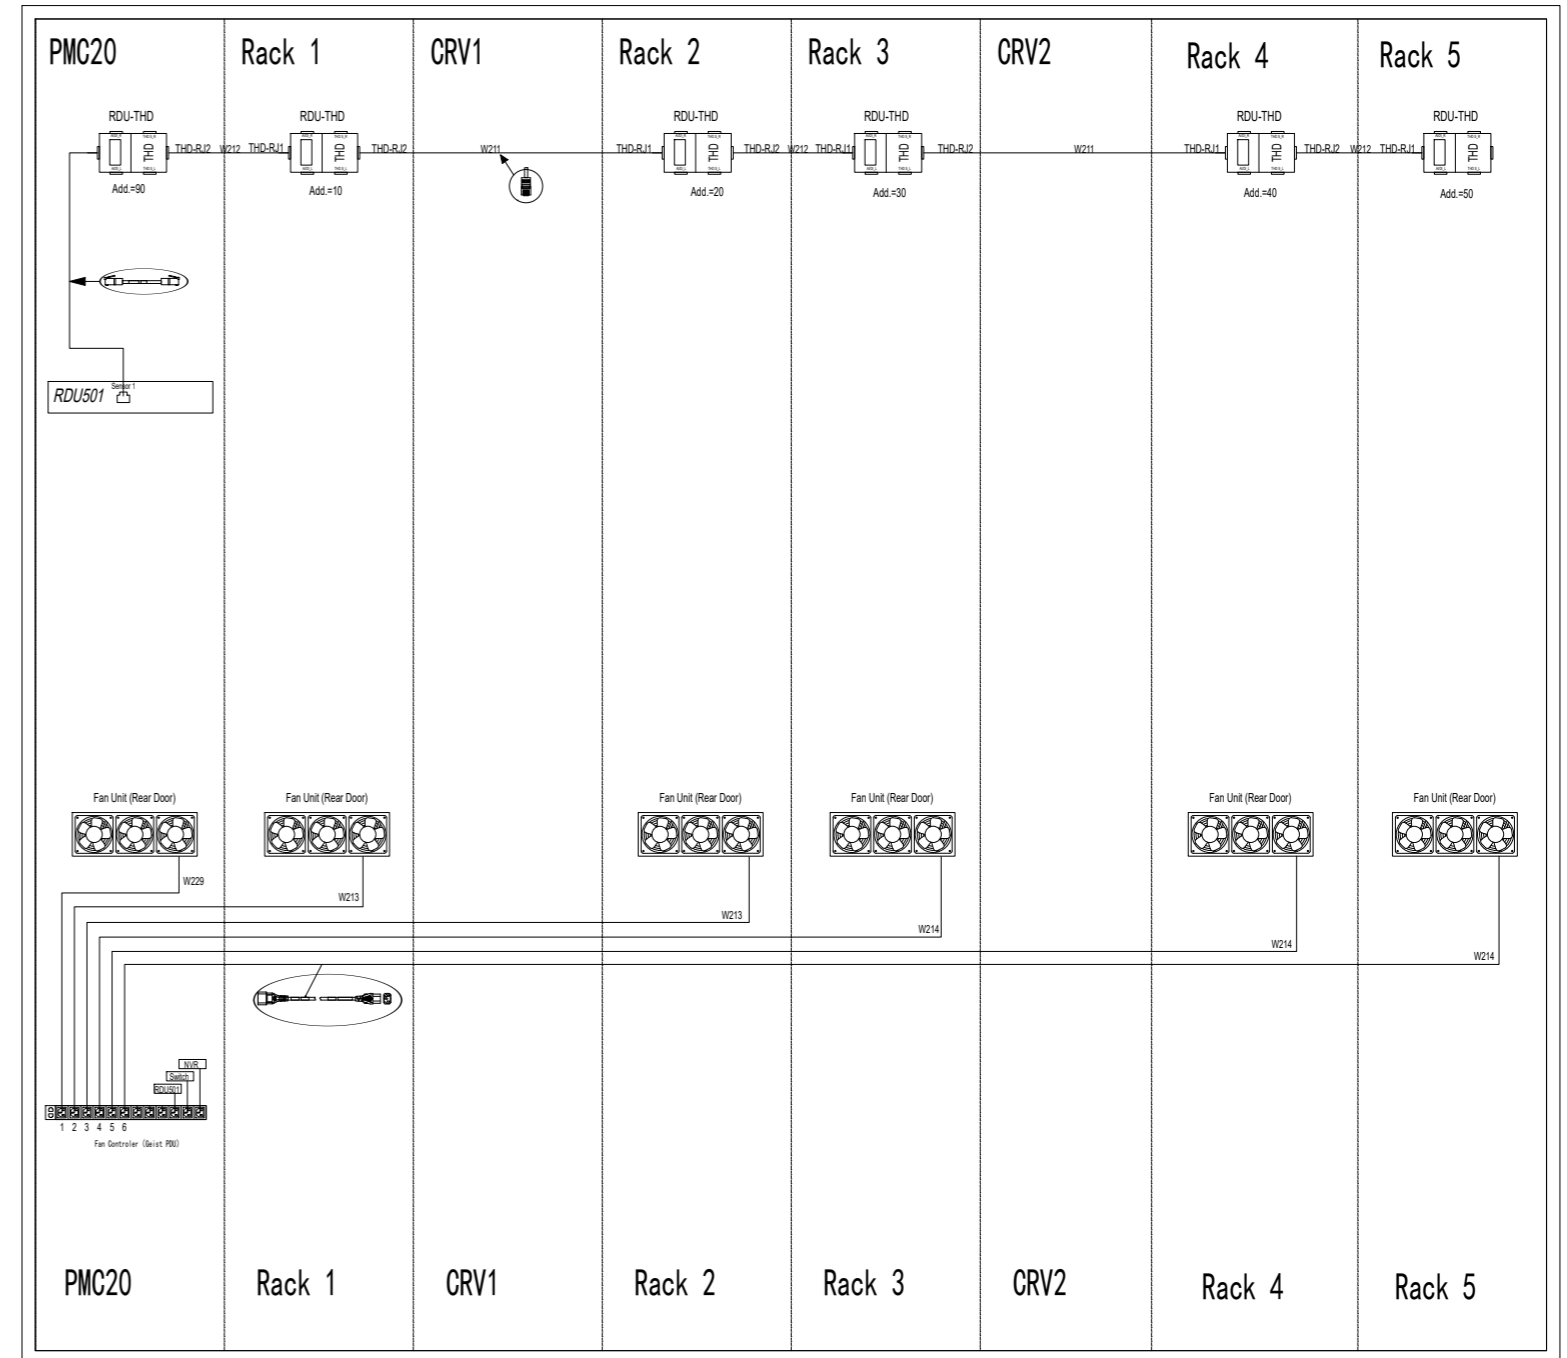 PMC20 Rack 1 CRV1 Rack 2 Rack 3 CRV2 Rack 4 Rack 5
RDU-THD RDU-THD RDU-THD RDU-THD RDU-THD RDU-THD
THD THD-RJ2 W212 THD-RJ1 THD THD-RJ2 W211 THD-RJ1 THD THD-RJ2 W212 THD-RJ1 THD THD-RJ2 W211 THD-RJ1 THD THD-RJ2 W212 THD-RJ1 THD
Add.=90 Add.=10 Add.=20 Add.=30 Add.=40 Add.=50
Sensor 1
RDU501
Fan Unit (Rear Door) Fan Unit (Rear Door) Fan Unit (Rear Door) Fan Unit (Rear Door) Fan Unit (Rear Door) Fan Unit (Rear Door)
W229
W213
W213
W214
W214
W214
NVR
Switch
RDU501
1 2 3 4 5 6
Fan Controler (Geist PDU)
PMC20 Rack 1 CRV1 Rack 2 Rack 3 CRV2 Rack 4 Rack 5